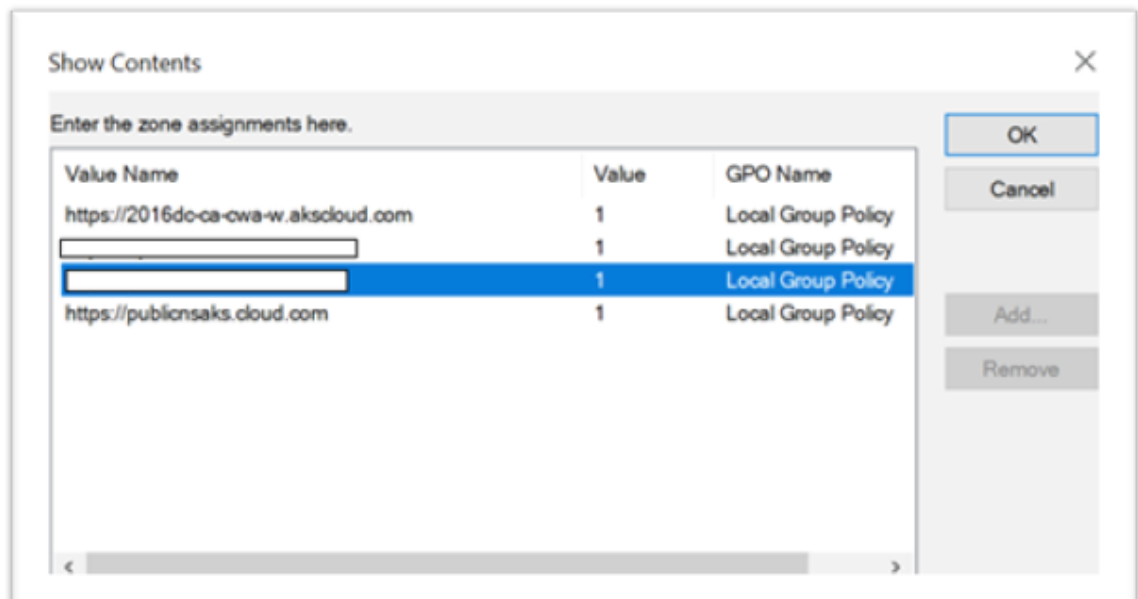 Show Contents
Enter the zone assignments here.
OK
Value Name Value GPO Name
Cancel
https://2016dc-ca-cwa-w.akscloud.com 1 Local Group Policy
1 Local Group Policy
1 Local Group Policy
https://publicnsaks.cloud.com 1 Local Group Policy
Add...
Remove